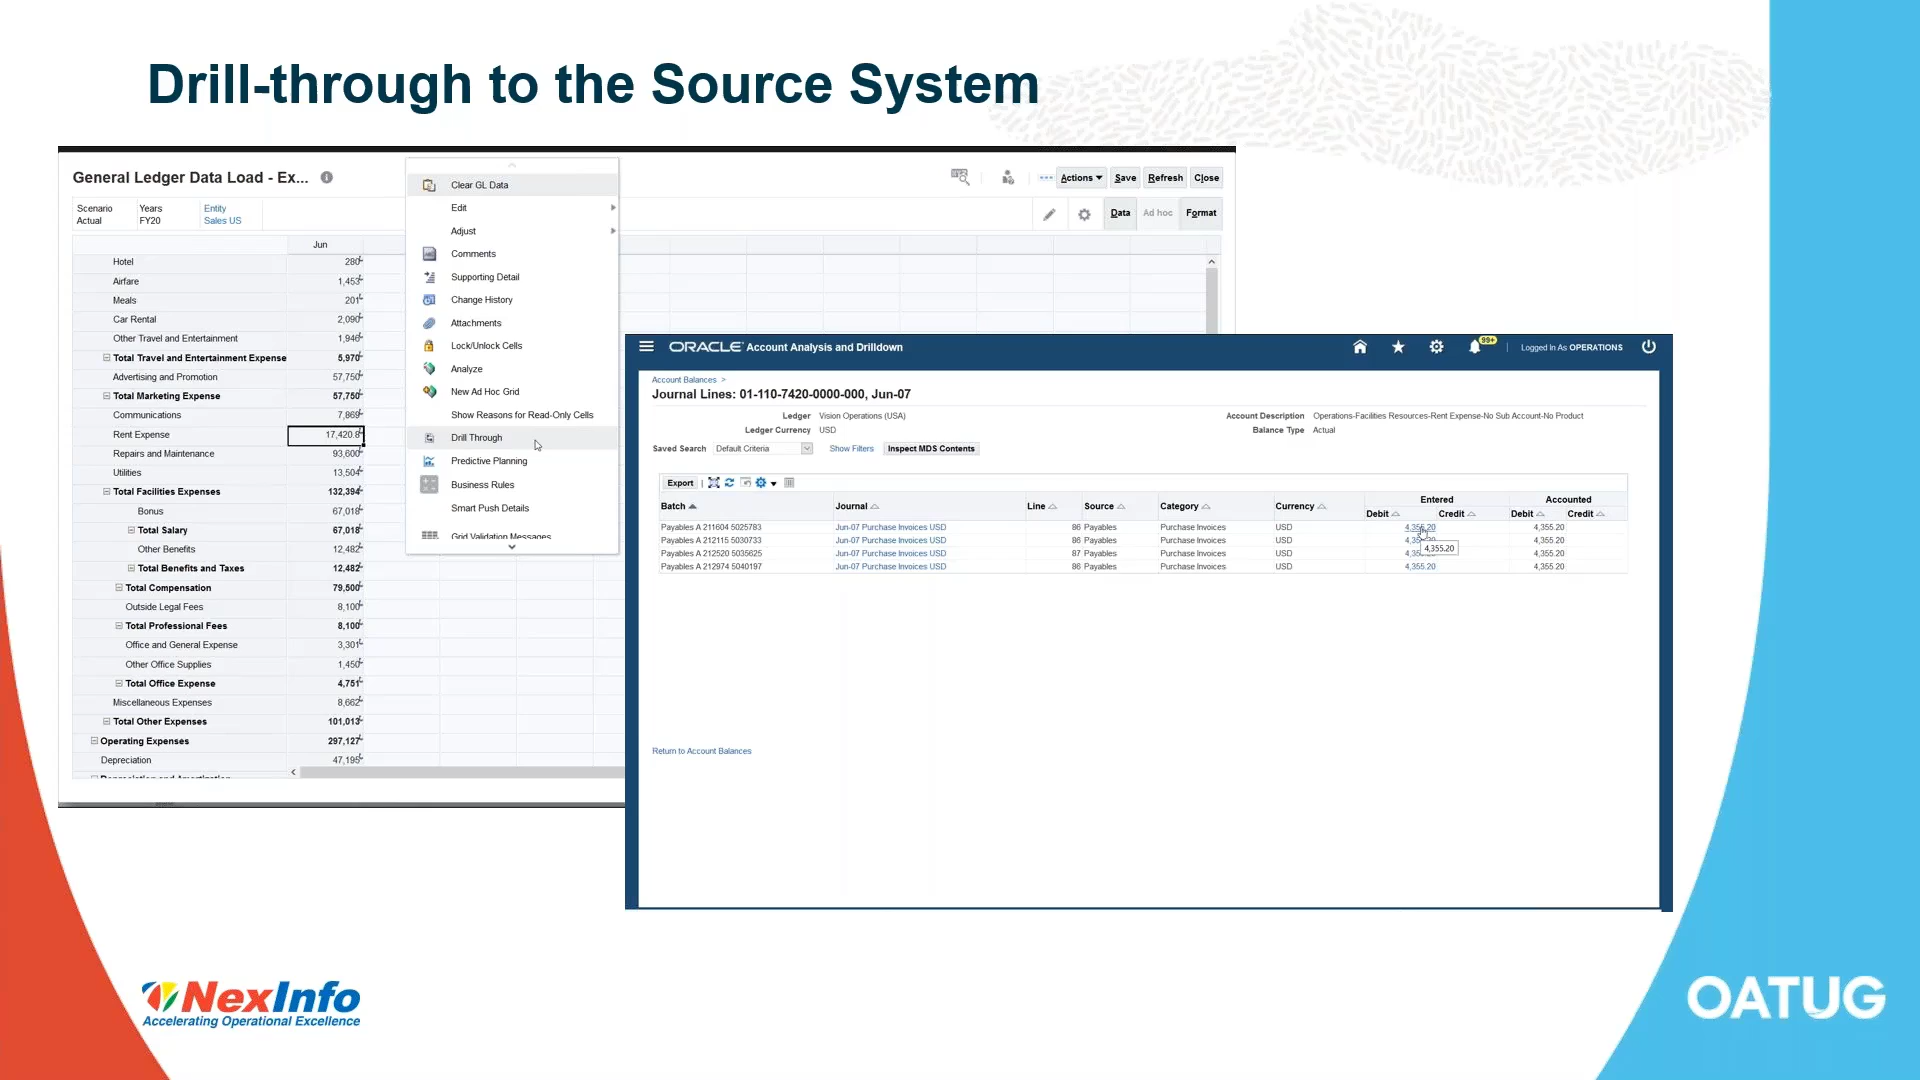 Drill-through to the Source System
General Ledger Data Load - Ex...
Actions Save Refresh Close
Scenario Years Entity
Actual FY20 Sales US
Data Ad hoc Format
Jun
Hotel 280
Airfare 1,453
Meals 201
Car Rental 2,090
Other Travel and Entertainment 1,946
Total Travel and Entertainment Expense 5,970
Advertising and Promotion 57,750
Total Marketing Expense 57,750
Communications 7,869
Rent Expense 17,420.8
Repairs and Maintenance 93,600
Utilities 13,504
Total Facilities Expenses 132,394
Bonus 67,018
Total Salary 67,018
Other Benefits 12,482
Total Benefits and Taxes 12,482
Total Compensation 79,500
Outside Legal Fees 8,100
Total Professional Fees 8,100
Office and General Expense 3,301
Other Office Supplies 1,450
Total Office Expense 4,751
Miscellaneous Expenses 8,662
Total Other Expenses 101,013
Operating Expenses 297,127
Depreciation 47,195
Depreciation and Amortization
Clear GL Data
Edit
Adjust
Comments
Supporting Detail
Change History
Attachments
Lock/Unlock Cells
Analyze
New Ad Hoc Grid
Show Reasons for Read-Only Cells
Drill Through
Predictive Planning
Business Rules
Smart Push Details
Grid Validation Messages
ORACLE Account Analysis and Drilldown 99+ Logged In As OPERATIONS
Account Balances >
Journal Lines: 01-110-7420-0000-000, Jun-07
Ledger Vision Operations (USA) Account Description Operations-Facilities Resources-Rent Expense-No Sub Account-No Product
Ledger Currency USD Balance Type Actual
Saved Search Default Criteria Show Filters Inspect MDS Contents
Export
Entered Accounted
Batch Journal Line Source Category Currency Debit Credit Debit Credit
Payables A 211604 5025783 Jun-07 Purchase Invoices USD 86 Payables Purchase Invoices USD 4,355.20 4,355.20
Payables A 212115 5030733 Jun-07 Purchase Invoices USD 86 Payables Purchase Invoices USD 4,355.20 4,355.20
Payables A 212520 5035625 Jun-07 Purchase Invoices USD 87 Payables Purchase Invoices USD 4,355.20
4,355.20
Payables A 212974 5040197 Jun-07 Purchase Invoices USD 86 Payables Purchase Invoices USD 4,355.20 4,355.20
Return to Account Balances
NexInfo
Accelerating Operational Excellence
OATUG